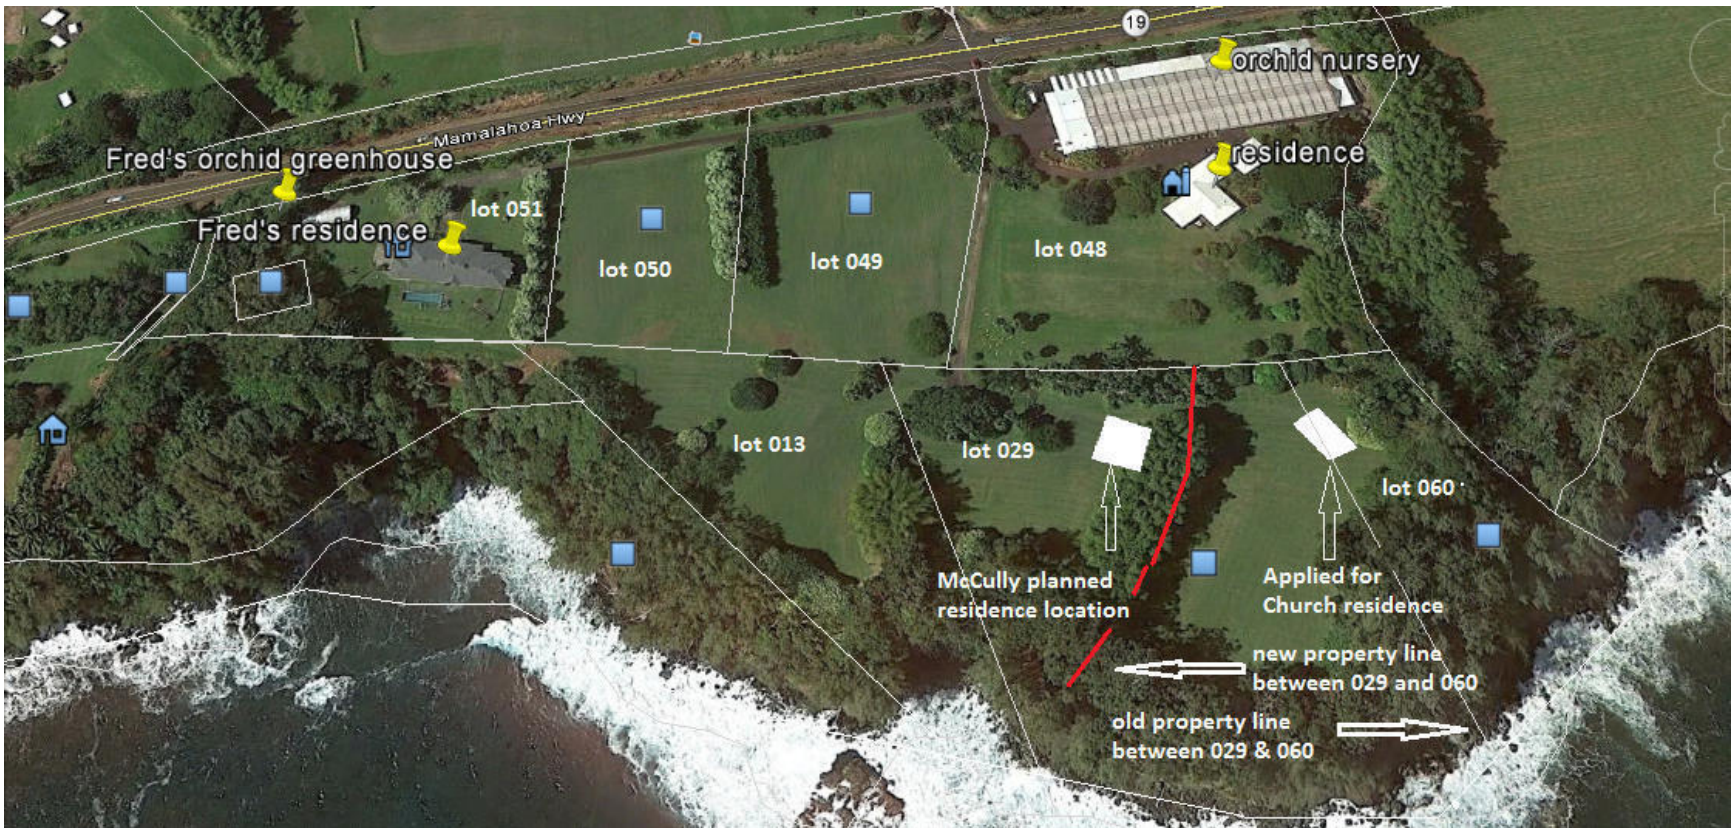 19
orchid nursery
Mamalahoa Hwy
Fred's orchid greenhouse
residence
lot 051
Fred's residence
lot 050
lot 049
lot 048
lot 013
lot 029
lot 060
McCully planned
residence location
Applied for
Church residence
new property line
between 029 and 060
old property line
between 029 & 060